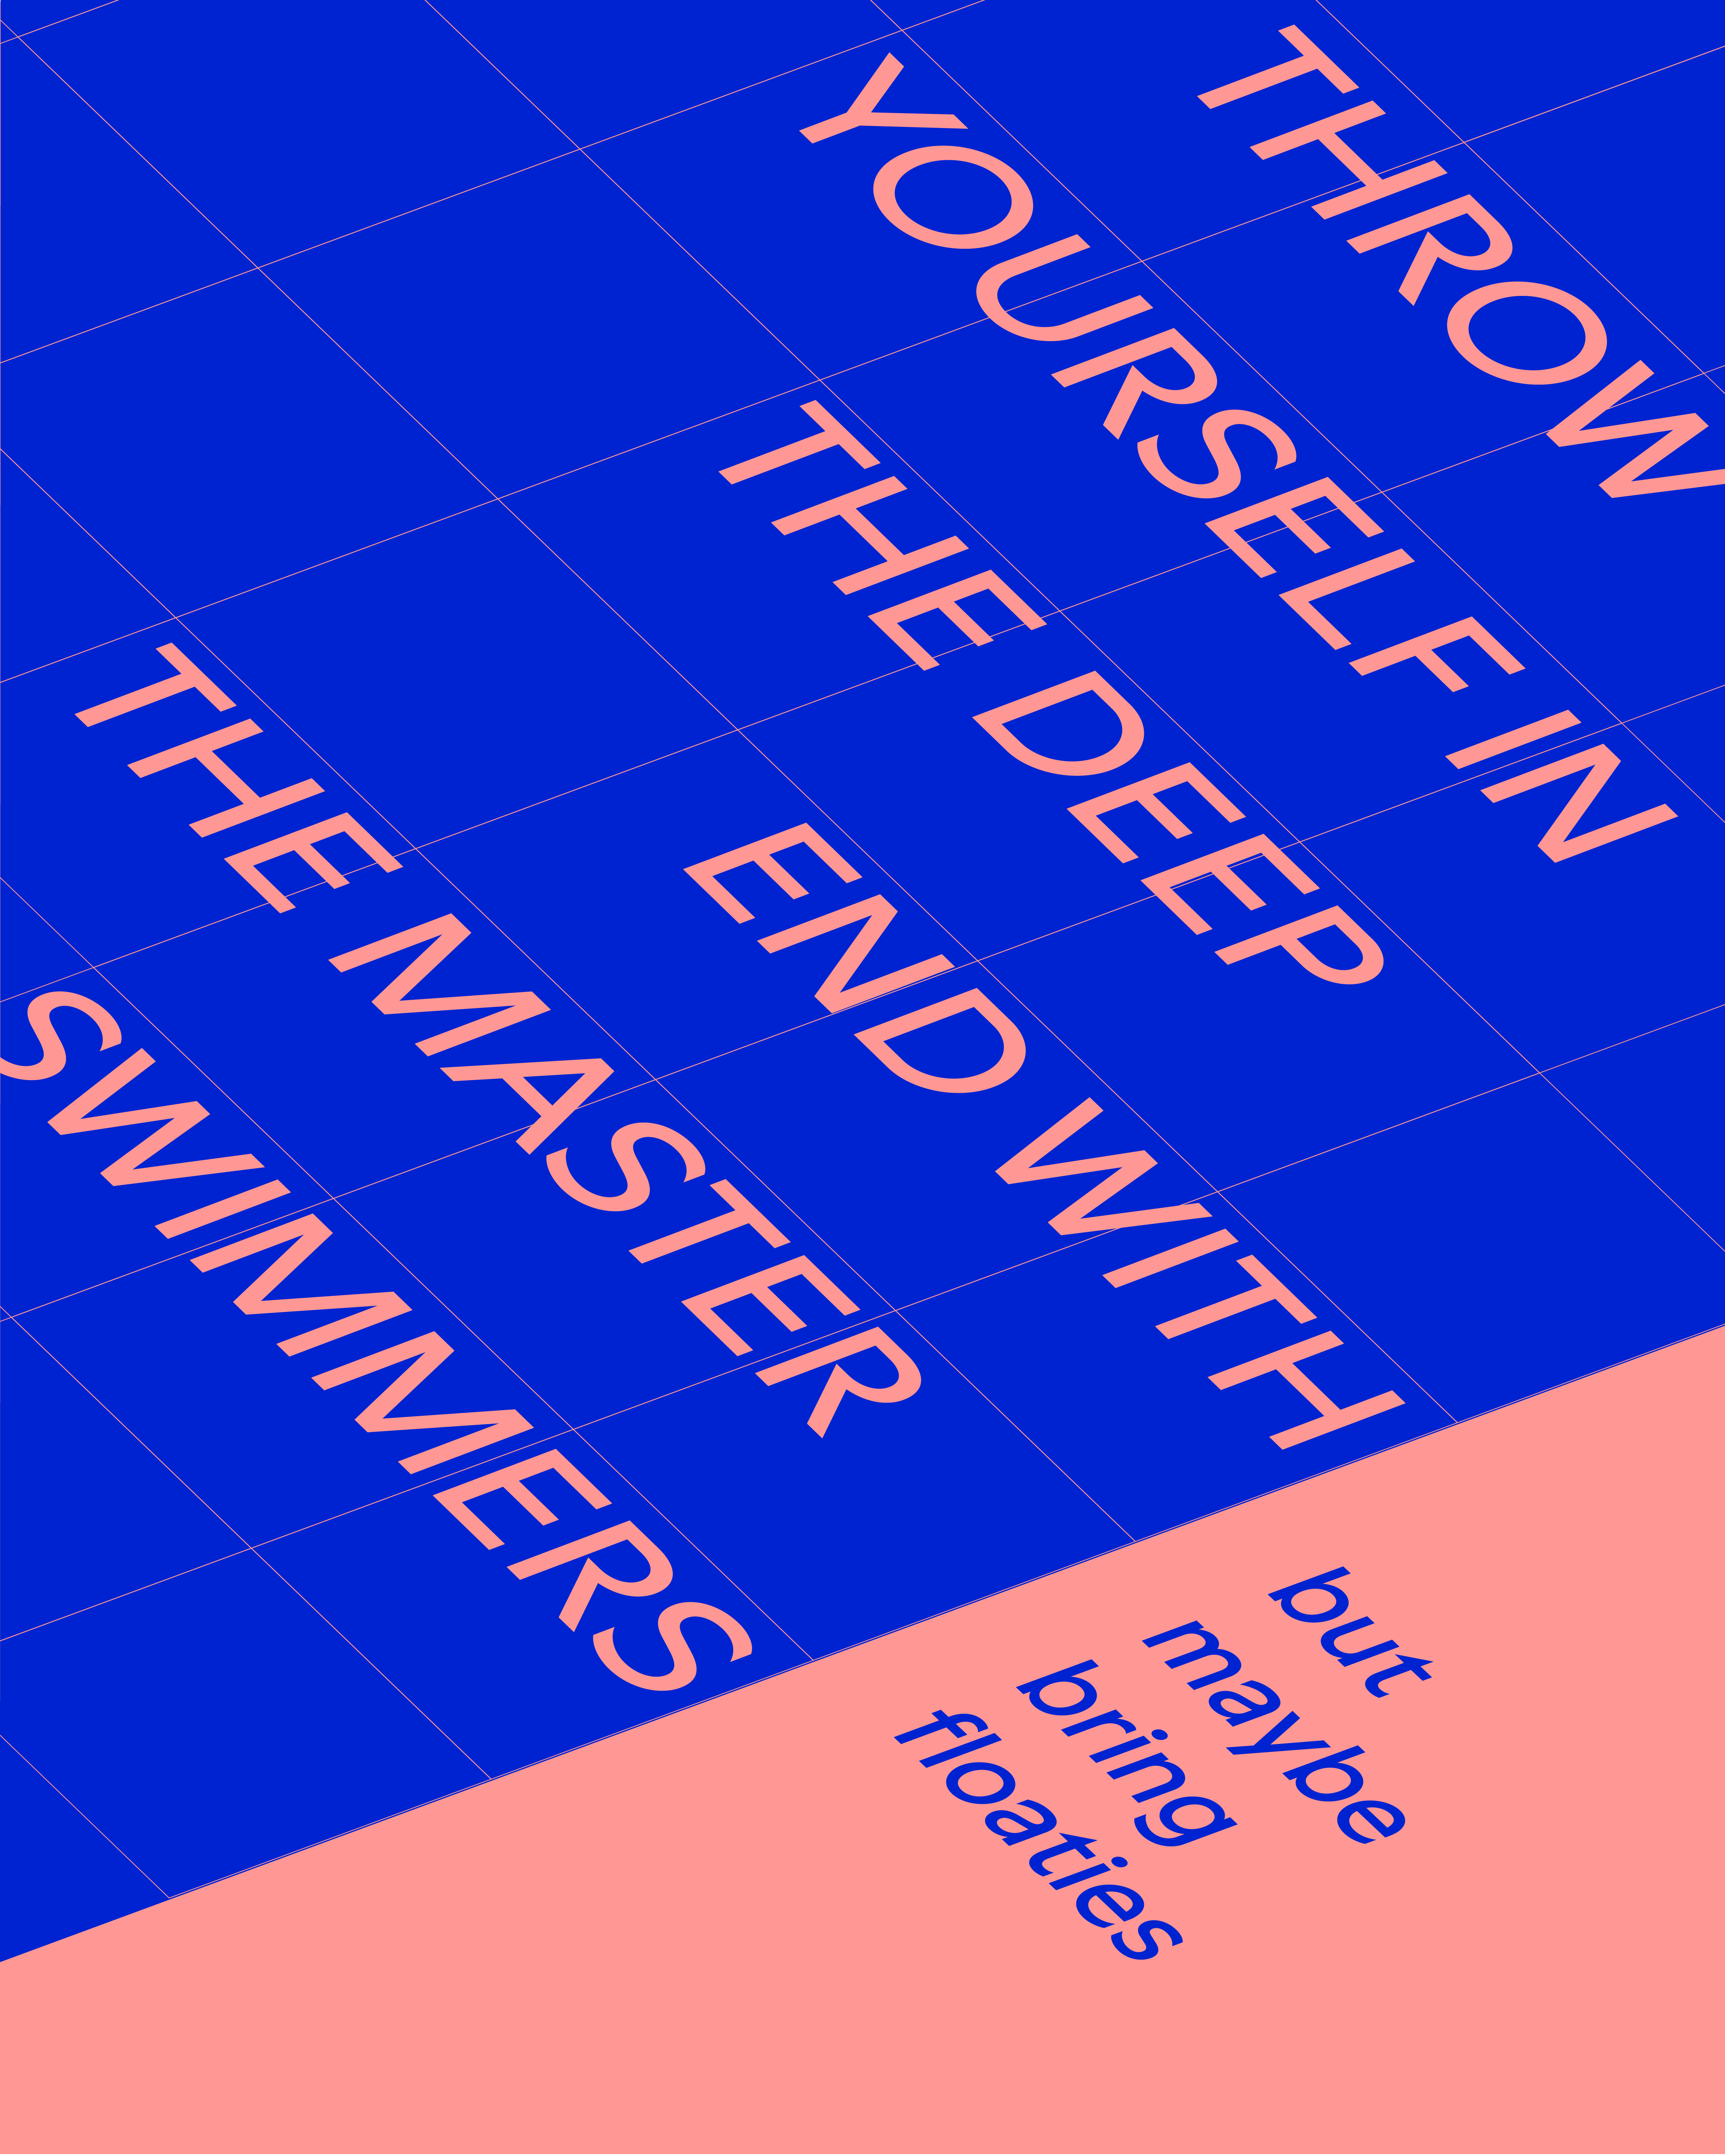 THROW
YOURSELF IN
THE DEEP
END WITH
THE MASTER
SWIMMERS
but
maybe
bring
floaties